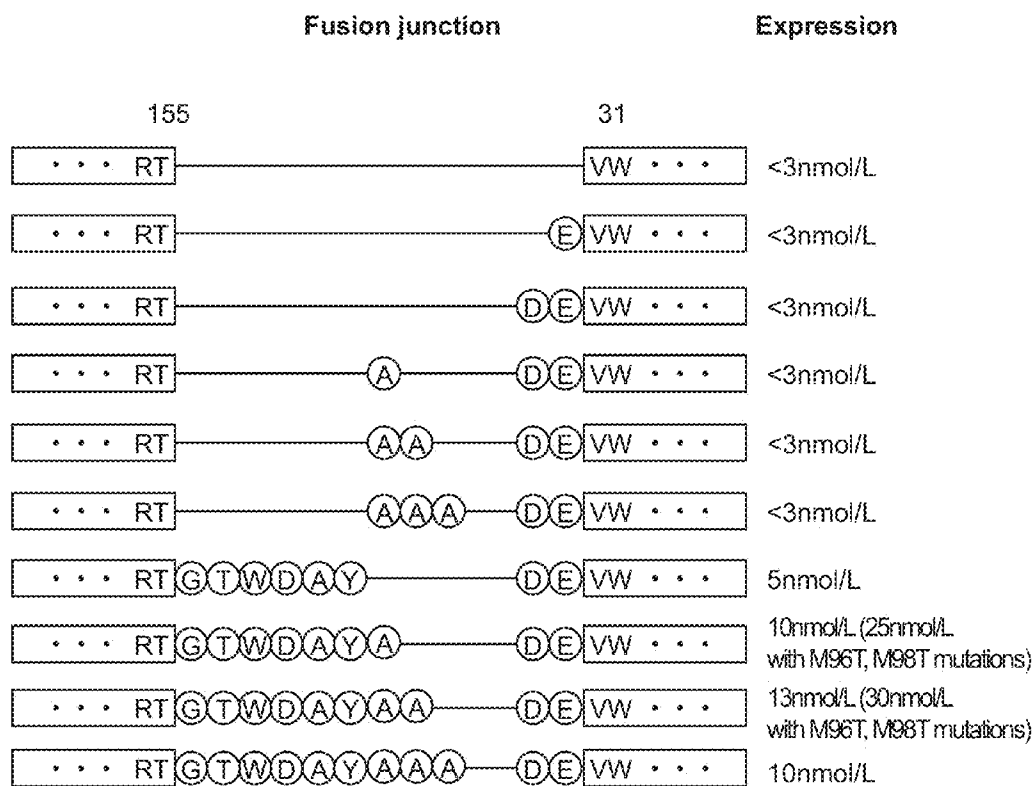 Fusion junction Expression
155 31
· · · RT VW · · · <3nmol/L
· · · RT E VW · · · <3nmol/L
· · · RT D E VW · · · <3nmol/L
· · · RT A D E VW · · · <3nmol/L
· · · RT A A D E VW · · · <3nmol/L
· · · RT A A A D E VW · · · <3nmol/L
· · · RT G T W D A Y D E VW · · · 5nmol/L
· · · RT G T W D A Y A D E VW · · · 10nmol/L (25nmol/L
with M96T, M98T mutations)
· · · RT G T W D A Y A A D E VW · · · 13nmol/L (30nmol/L
with M96T, M98T mutations)
· · · RT G T W D A Y A A A D E VW · · · 10nmol/L